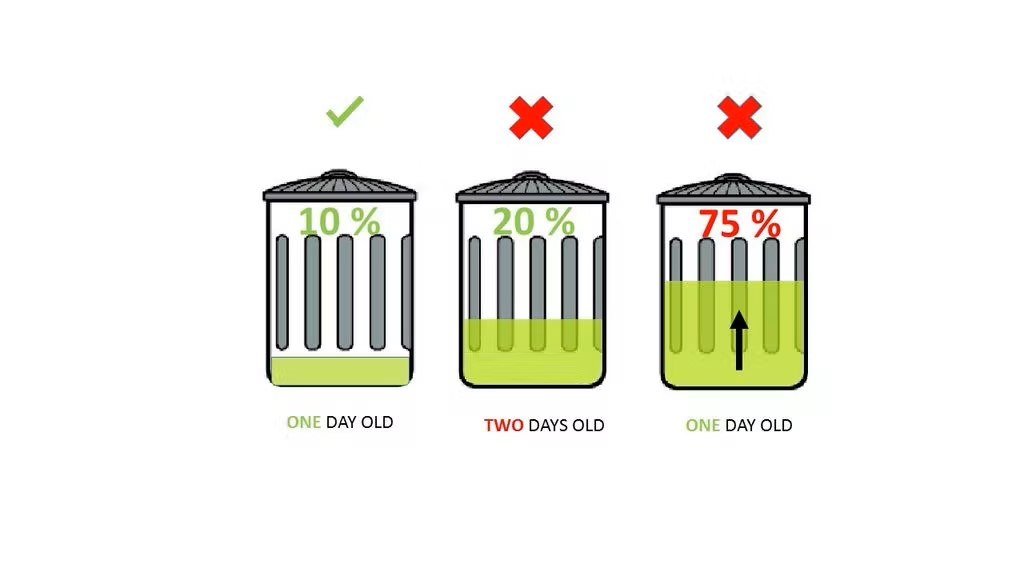 10 %
20 %
75 %
ONE DAY OLD
TWO DAYS OLD
ONE DAY OLD